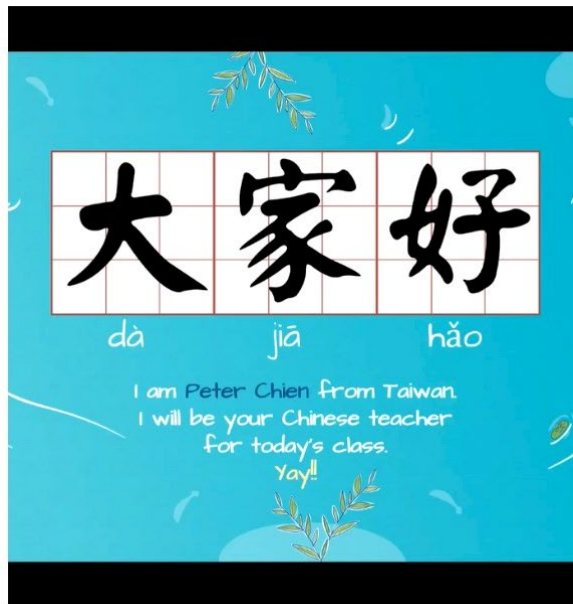 大家好
dà jiā hǎo
I am Peter Chien from Taiwan.
I will be your Chinese teacher
for today's class.
Yay!!